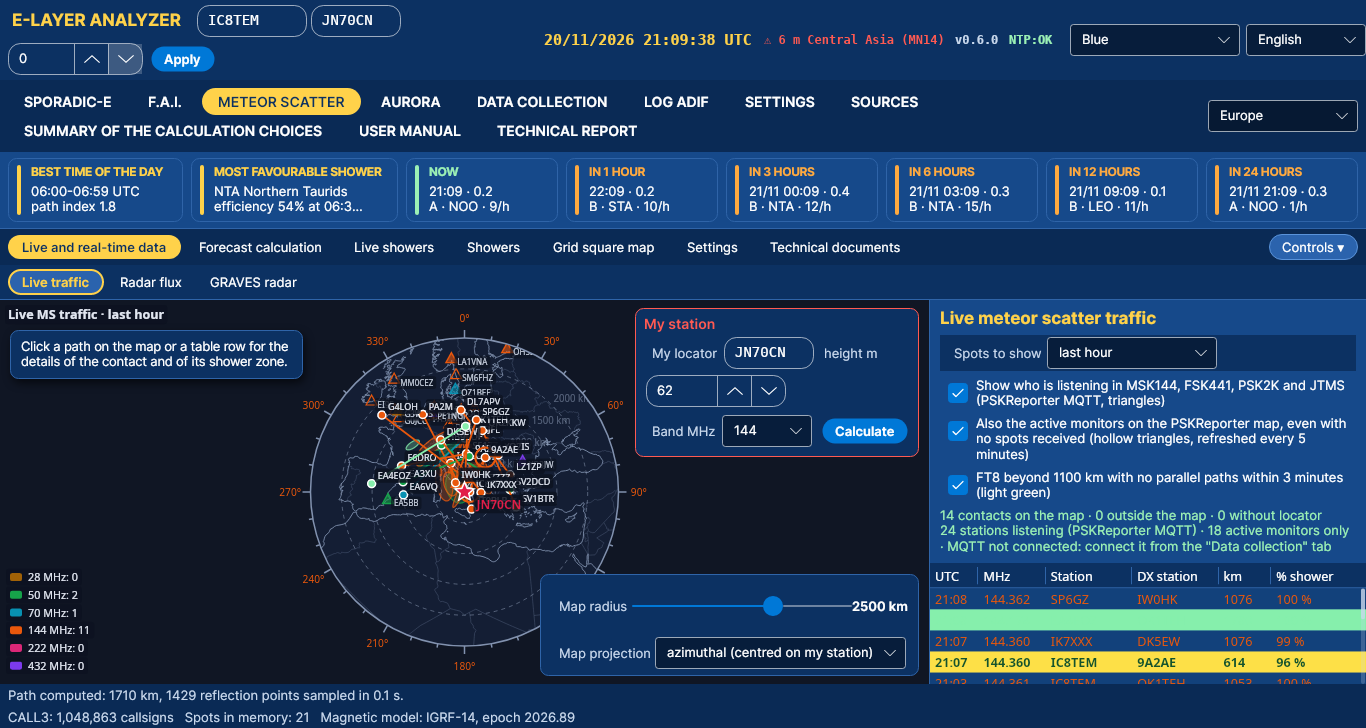 E-LAYER ANALYZER IC8TEM JN70CN
20/11/2026 21:09:38 UTC ⚠ 6 m Central Asia (MN14) v0.6.0 NTP:OK Blue English
0 Apply
SPORADIC-E F.A.I. METEOR SCATTER AURORA DATA COLLECTION LOG ADIF SETTINGS SOURCES
SUMMARY OF THE CALCULATION CHOICES USER MANUAL TECHNICAL REPORT
Europe
BEST TIME OF THE DAY
06:00-06:59 UTC
path index 1.8
MOST FAVOURABLE SHOWER
NTA Northern Taurids
efficiency 54% at 06:3...
NOW
21:09 · 0.2
A · NOO · 9/h
IN 1 HOUR
22:09 · 0.2
B · STA · 10/h
IN 3 HOURS
21/11 00:09 · 0.4
B · NTA · 12/h
IN 6 HOURS
21/11 03:09 · 0.3
B · NTA · 15/h
IN 12 HOURS
21/11 09:09 · 0.1
B · LEO · 11/h
IN 24 HOURS
21/11 21:09 · 0.3
A · NOO · 1/h
Live and real-time data Forecast calculation Live showers Showers Grid square map Settings Technical documents Controls ▾
Live traffic Radar flux GRAVES radar
Live MS traffic · last hour
Click a path on the map or a table row for the
details of the contact and of its shower zone.
0°
330° 30°
300° 60°
270° 90°
240°
210°
180°
LA1VNA
SM6FHZ
MM0CEZ
OZ1BEF
G4LOH
PA2M
DL7APV
SP6GZ
DK5EW
2000 km
1500 km
9A2AE
F6DRO
LZ1ZP
EA4EOZ
A3XU
IW0HK
EA6VQ
IK7XXX
SV2DCD
SV1BTR
EA5BB
JN70CN
28 MHz: 0
50 MHz: 2
70 MHz: 1
144 MHz: 11
222 MHz: 0
432 MHz: 0
My station
My locator JN70CN height m
62
Band MHz 144 Calculate
Map radius 2500 km
Map projection azimuthal (centred on my station)
Live meteor scatter traffic
Spots to show last hour
Show who is listening in MSK144, FSK441, PSK2K and JTMS
(PSKReporter MQTT, triangles)
Also the active monitors on the PSKReporter map, even with
no spots received (hollow triangles, refreshed every 5
minutes)
FT8 beyond 1100 km with no parallel paths within 3 minutes
(light green)
14 contacts on the map · 0 outside the map · 0 without locator
24 stations listening (PSKReporter MQTT) · 18 active monitors only
· MQTT not connected: connect it from the "Data collection" tab
UTC MHz Station DX station km % shower
21:08 144.362 SP6GZ IW0HK 1076 100 %
21:07 144.360 IK7XXX DK5EW 1076 99 %
21:07 144.360 IC8TEM 9A2AE 614 96 %
21:03 144.361 IC8TEM OK1TEH 1053 100 %
Path computed: 1710 km, 1429 reflection points sampled in 0.1 s.
CALL3: 1,048,863 callsigns Spots in memory: 21 Magnetic model: IGRF-14, epoch 2026.89